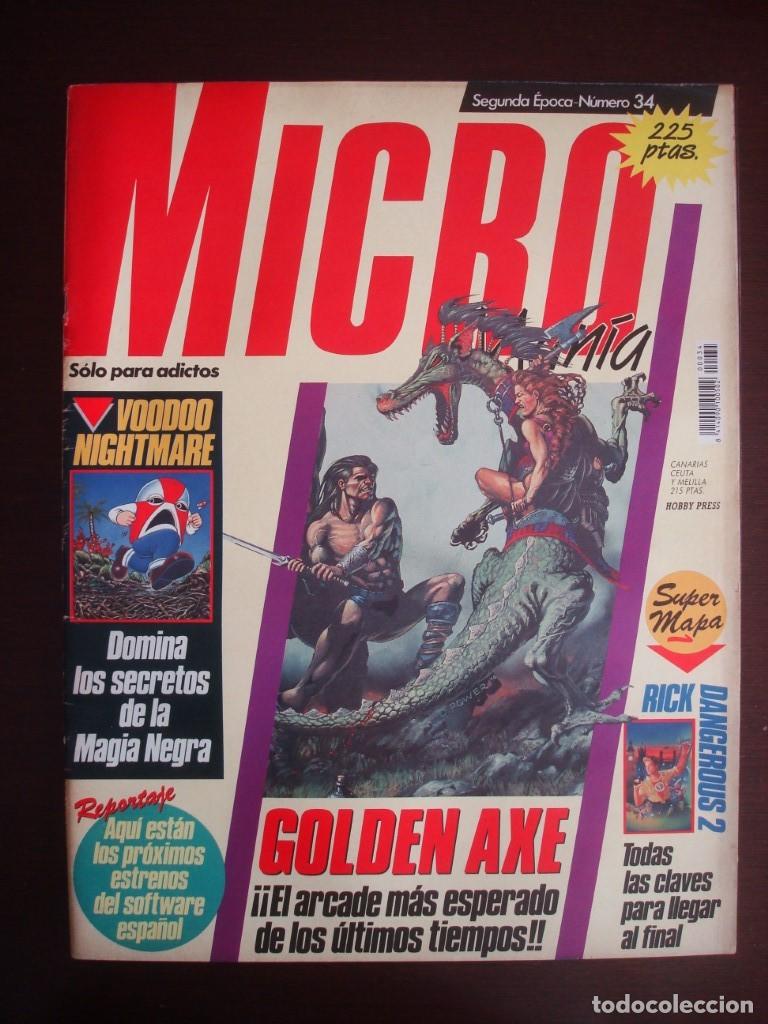 Segunda Época-Número 34
225
ptas.
MICRO
Manía
Sólo para adictos
VOODOO
NIGHTMARE
Domina
los secretos
de la
Magia Negra
Reportaje
Aquí están
los próximos
estrenos
del software
español
POWER
GOLDEN AXE
¡¡El arcade más esperado
de los últimos tiempos!!
00034
CANARIAS
CEUTA
Y MELILLA
215 PTAS.
HOBBY PRESS
Super
Mapa
RICK
DANGEROUS 2
Todas
las claves
para llegar
al final
todocoleccion